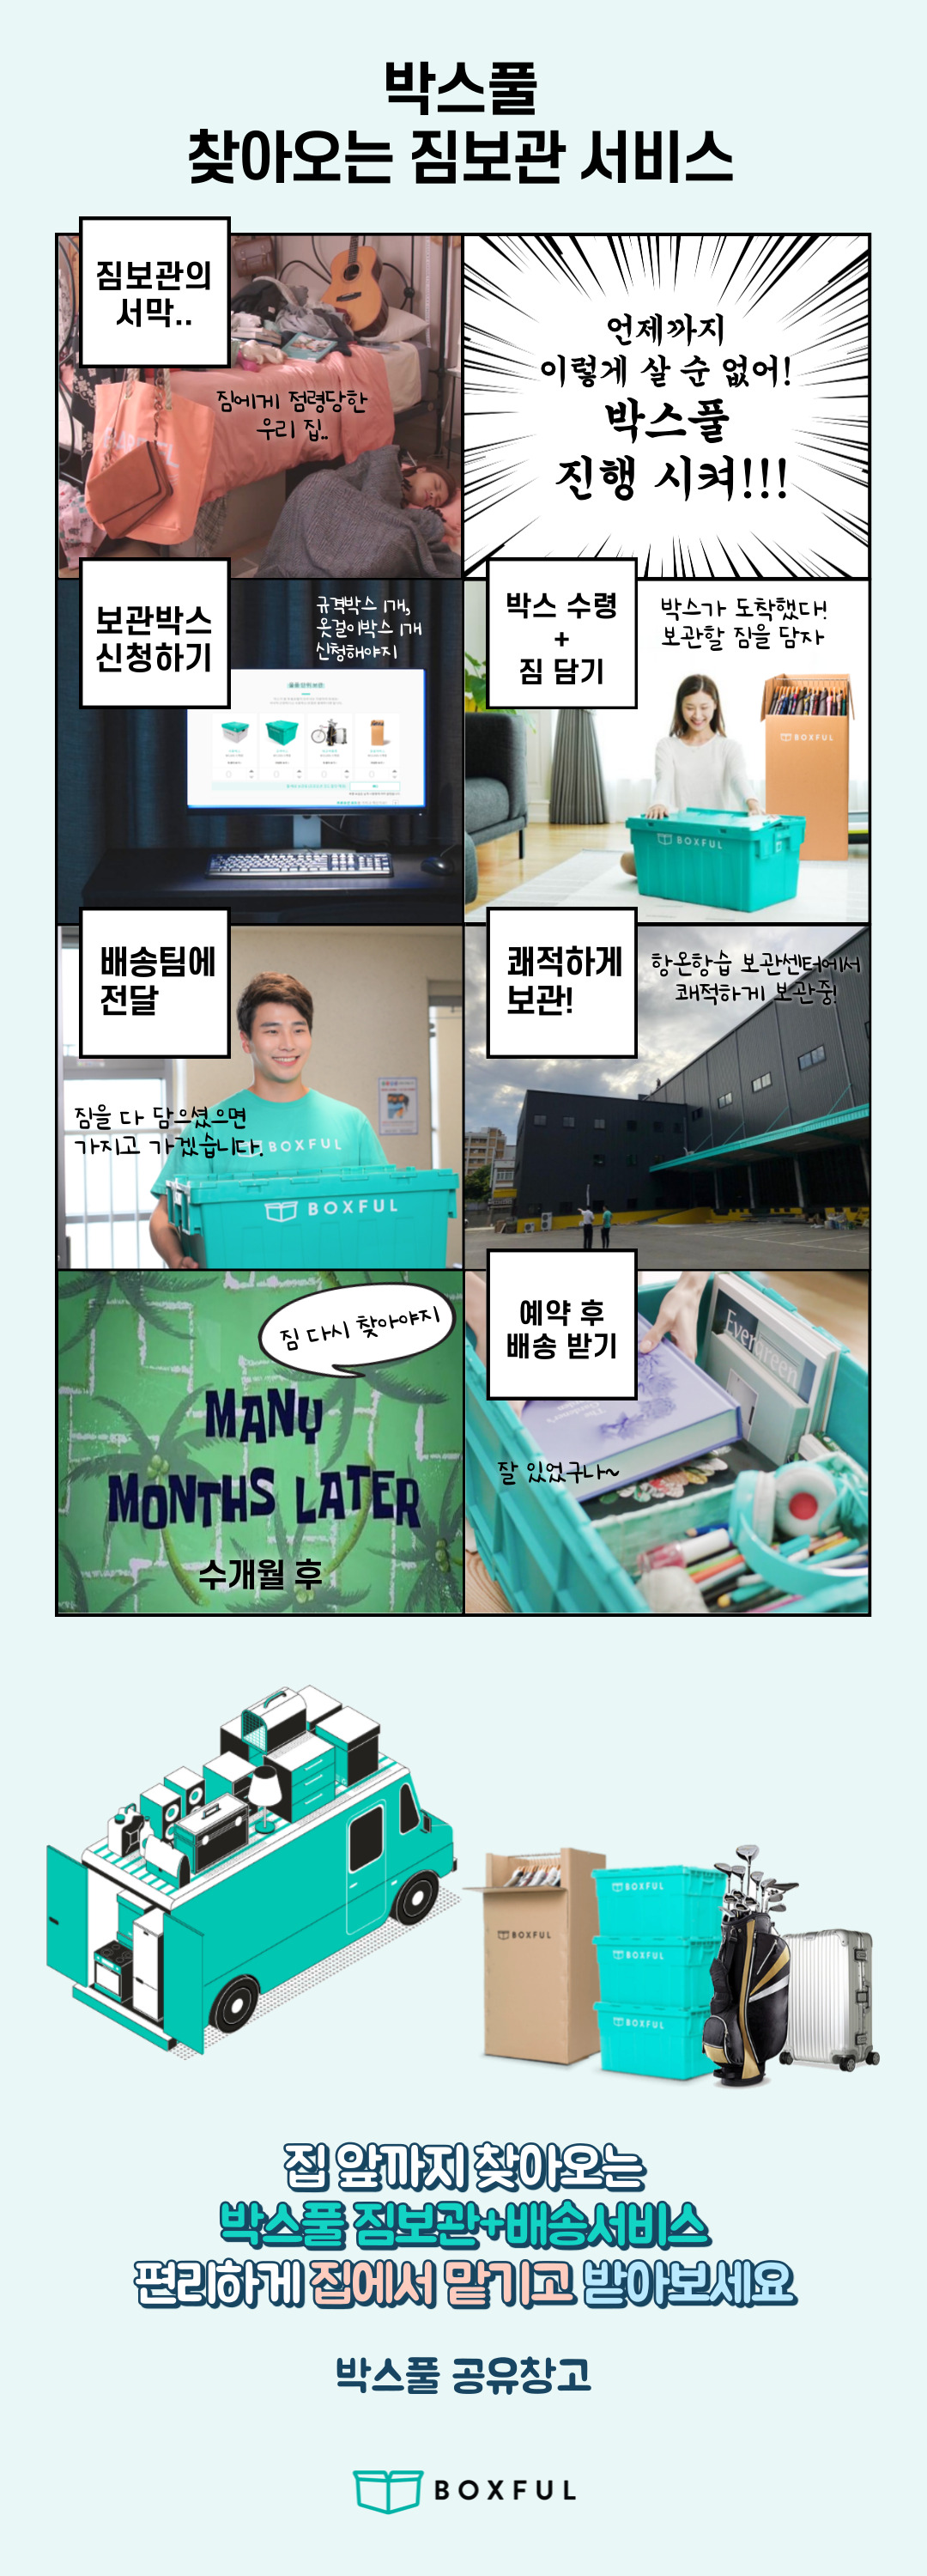 박스풀
찾아오는 짐보관 서비스
짐보관의
서막..
짐에게 점령당한
우리 집..
언제까지
이렇게 살 순 없어!
박스풀
진행 시켜!!!
보관박스
신청하기
규격박스 1개,
옷걸이박스 1개
신청해야지
박스 수령
+
짐 담기
박스가 도착했다!
보관할 짐을 담자
BOXFUL
BOXFUL
배송팀에
전달
짐을 다 담으셨으면
가지고 가겠습니다.
BOXFUL
BOXFUL
쾌적하게
보관!
항온항습 보관센터에서
쾌적하게 보관중!
짐 다시 찾아야지
MANY
MONTHS LATER
수개월 후
예약 후
배송 받기
Evergreen
잘 있었구나~
BOXFUL
BOXFUL
BOXFUL
BOXFUL
집 앞까지 찾아오는
박스풀 짐보관+배송서비스
편리하게 집에서 맡기고 받아보세요
박스풀 공유창고
BOXFUL